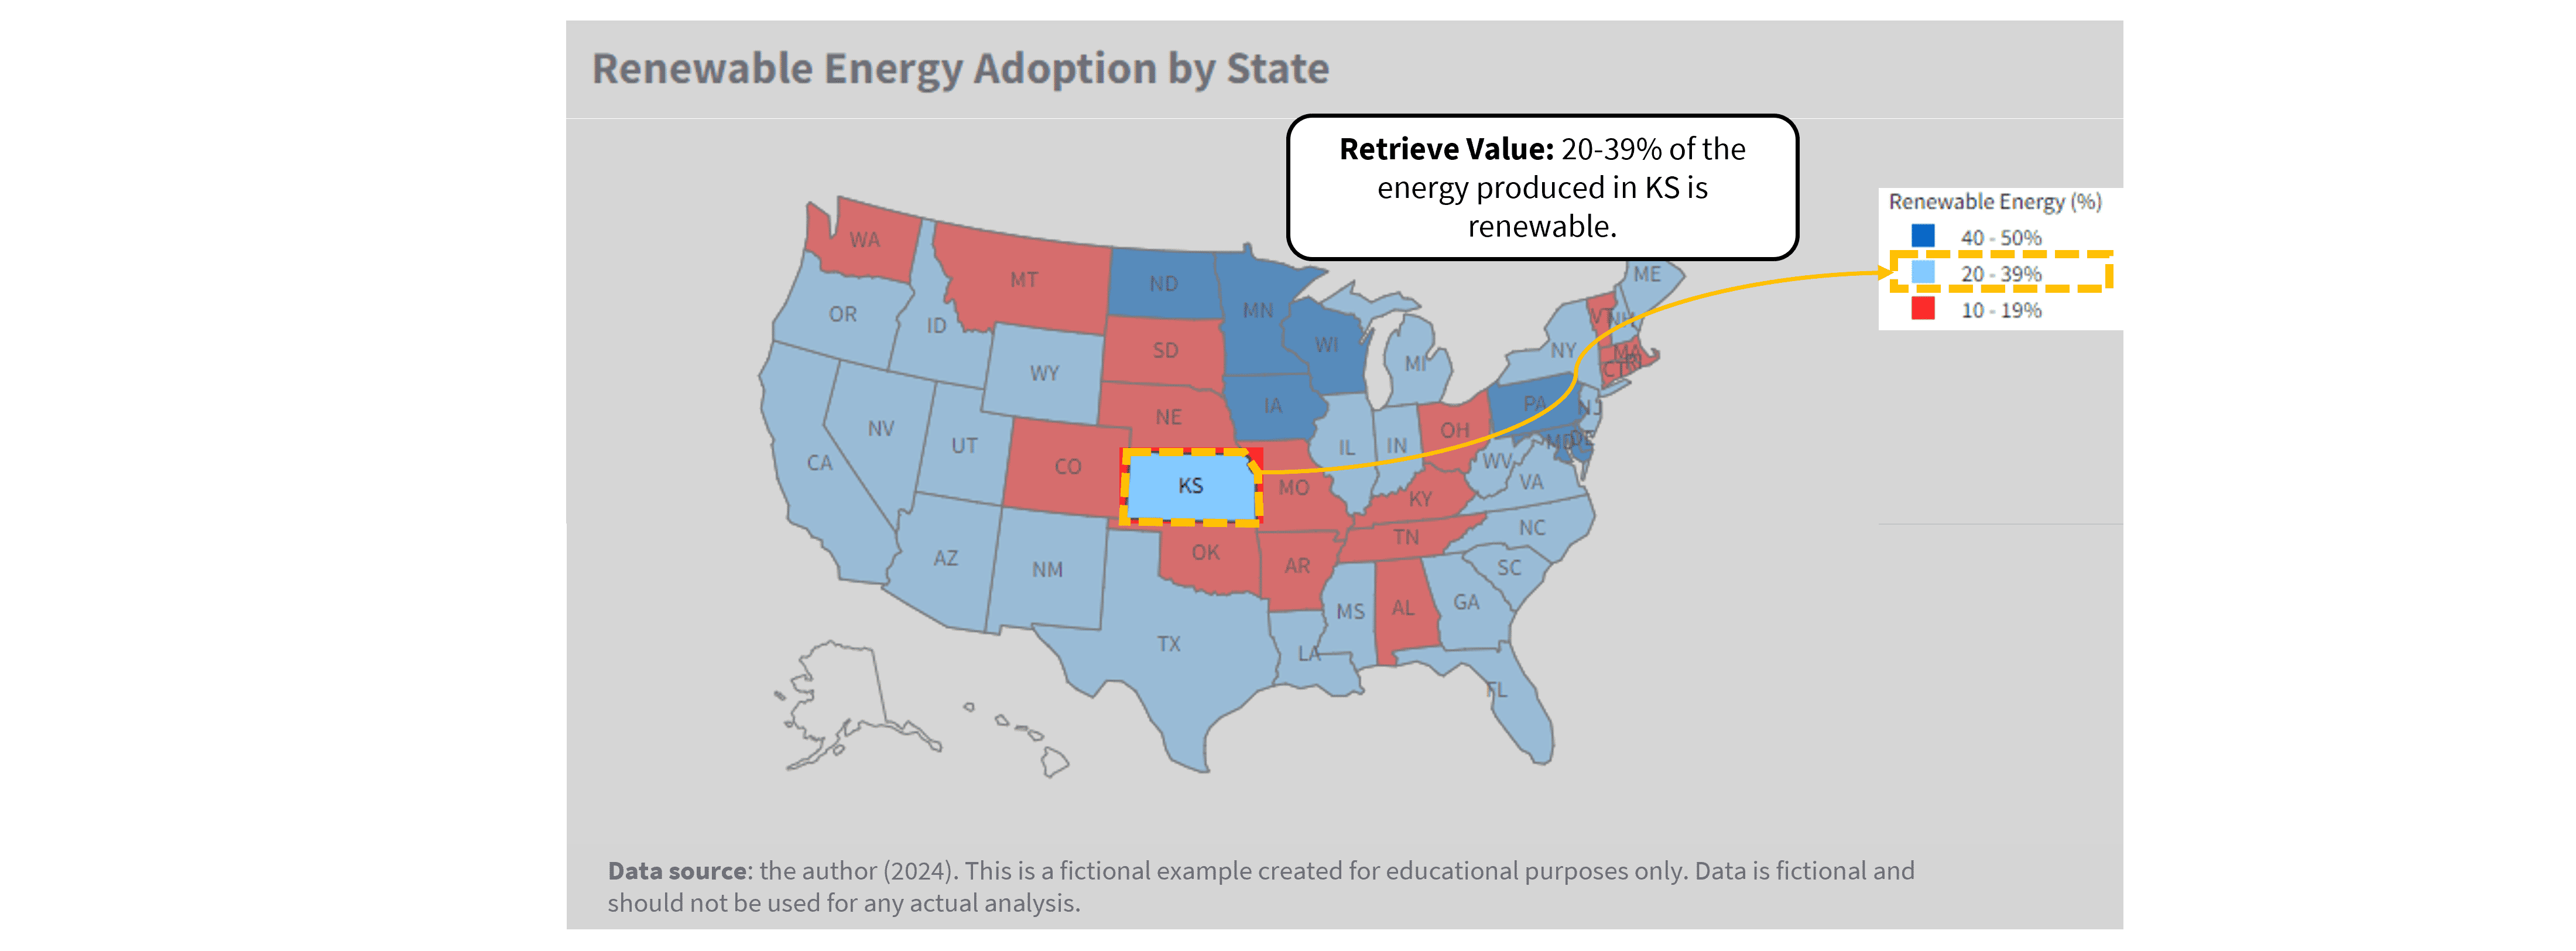 Renewable Energy Adoption by State
Retrieve Value: 20-39% of the
energy produced in KS is
renewable.
Renewable Energy (%)
40 - 50%
20 - 39%
10 - 19%
WA
MT
ND
MN
ME
OR
ID
SD
WI
VT
NH
WY
MI
NY
MA
CT
RI
NE
IA
PA
NJ
NV
UT
CO
IL
IN
OH
MD
DE
CA
KS
MO
WV
VA
KY
AZ
NM
OK
AR
TN
NC
SC
MS
AL
GA
TX
LA
FL
Data source: the author (2024). This is a fictional example created for educational purposes only. Data is fictional and
should not be used for any actual analysis.